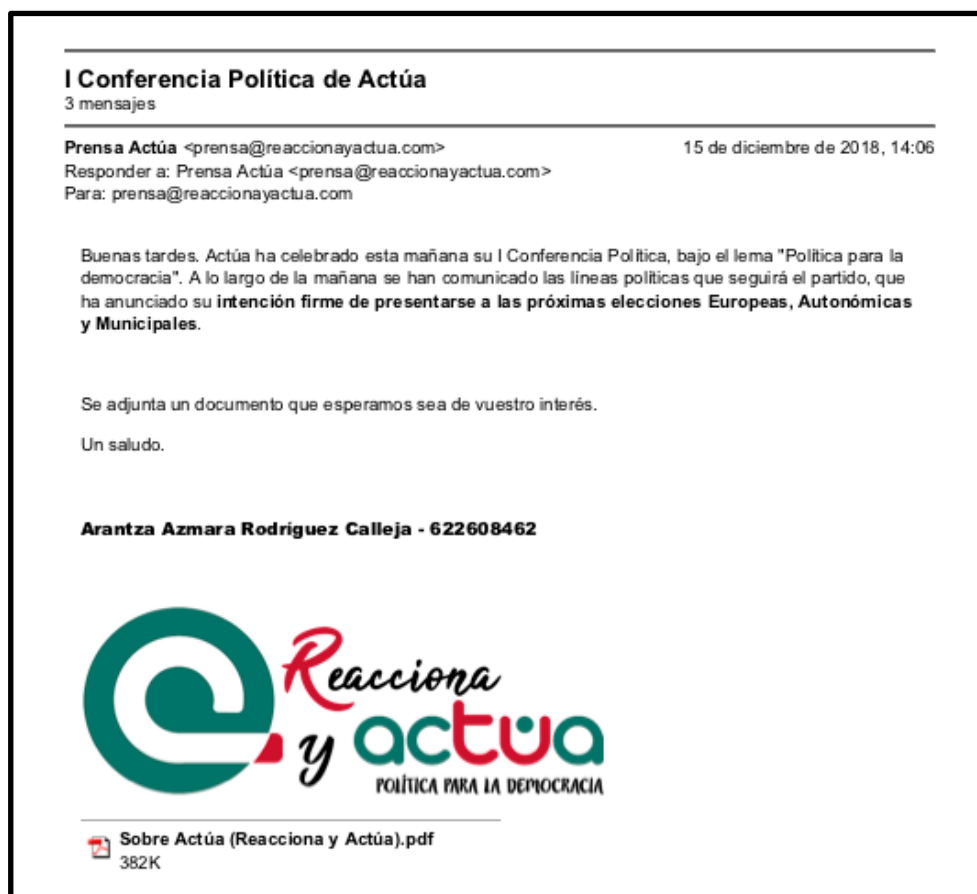 I Conferencia Política de Actúa
3 mensajes
Prensa Actúa <prensa@reaccionayactua.com> 15 de diciembre de 2018, 14:06
Responder a: Prensa Actúa <prensa@reaccionayactua.com>
Para: prensa@reaccionayactua.com
Buenas tardes. Actúa ha celebrado esta mañana su I Conferencia Política, bajo el lema "Política para la
democracia". A lo largo de la mañana se han comunicado las líneas políticas que seguirá el partido, que
ha anunciado su intención firme de presentarse a las próximas elecciones Europeas, Autonómicas
y Municipales.
Se adjunta un documento que esperamos sea de vuestro interés.
Un saludo.
Arantza Azmara Rodríguez Calleja - 622608462
Reacciona
y actúa
POLÍTICA PARA LA DEMOCRACIA
Sobre Actúa (Reacciona y Actúa).pdf
382K